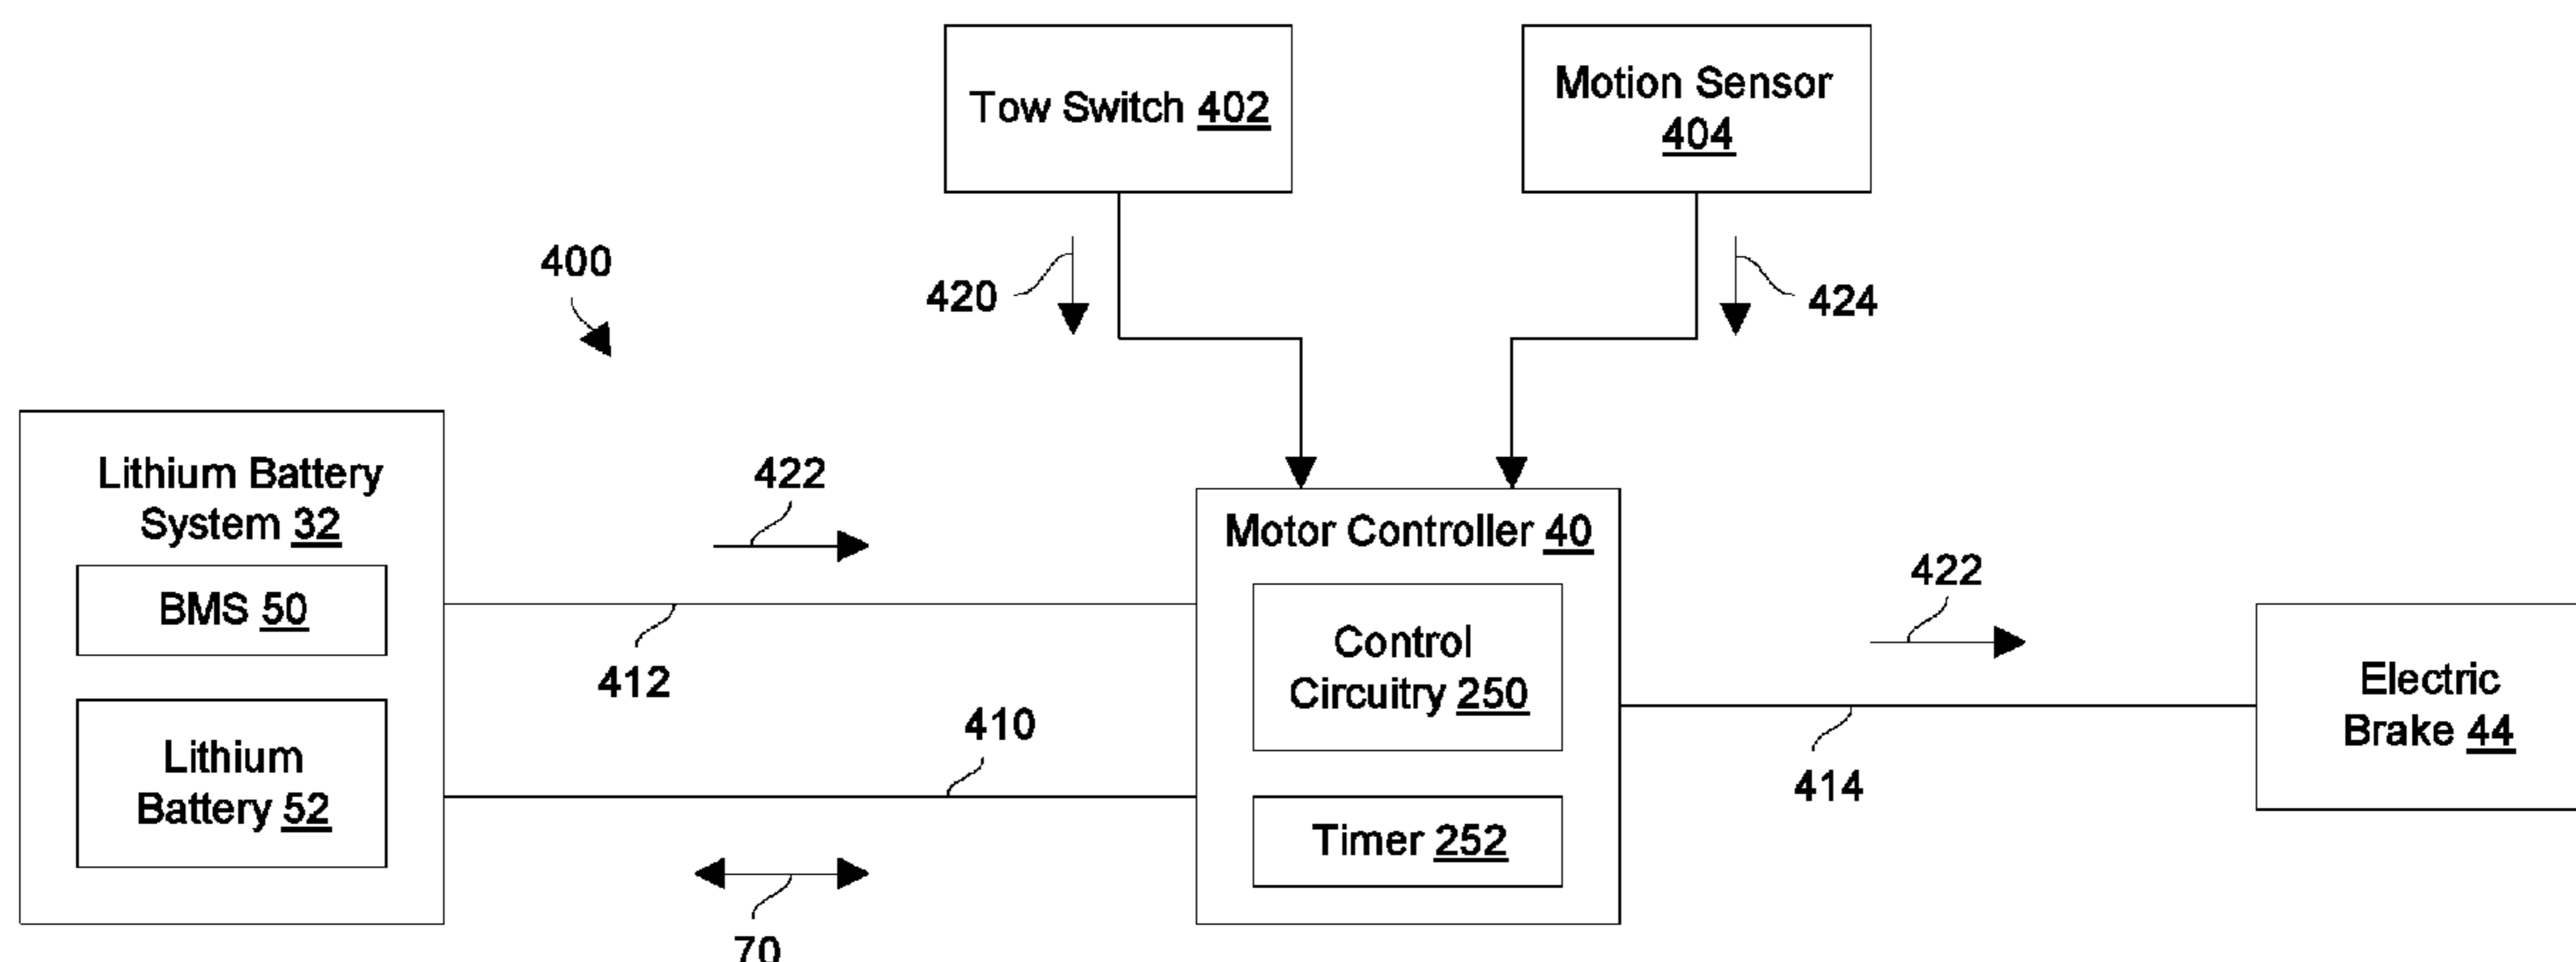 Tow Switch 402
Motion Sensor
404
400
420
424
Lithium Battery
System 32
BMS 50
Lithium
Battery 52
422
412
410
70
Motor Controller 40
Control
Circuitry 250
Timer 252
422
414
Electric
Brake 44